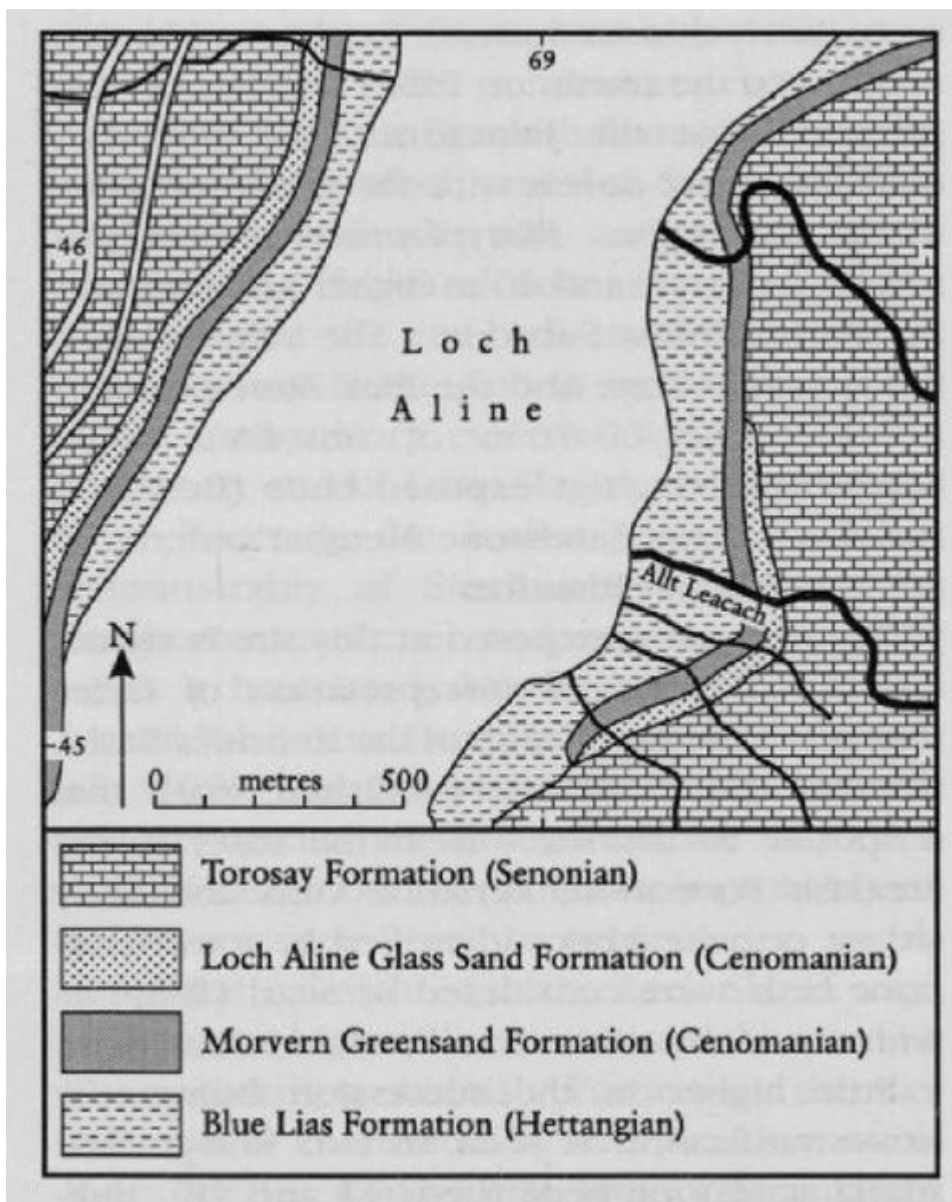 69
46
Loch
Aline
Allt Leacach
N
45
0 metres 500
Torosay Formation (Senonian)
Loch Aline Glass Sand Formation (Cenomanian)
Morvern Greensand Formation (Cenomanian)
Blue Lias Formation (Hettangian)